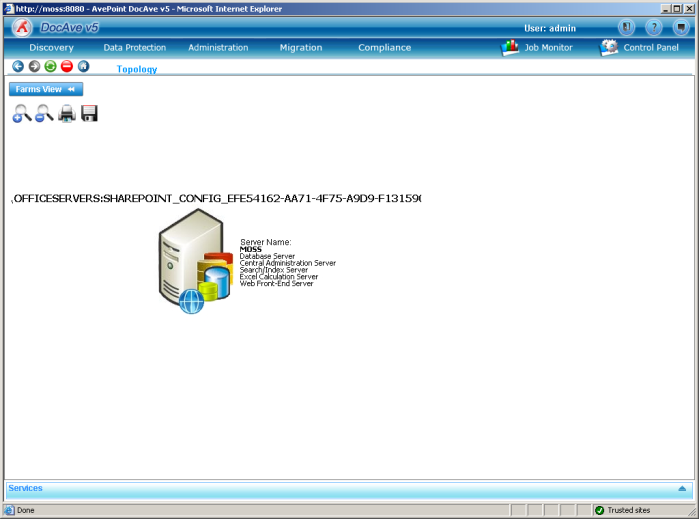 http://moss:8080 - AvePoint DocAve v5 - Microsoft Internet Explorer
DocAve v5
User: admin
Discovery Data Protection Administration Migration Compliance Job Monitor Control Panel
Topology
Farms View
OFFICESERVERS:SHAREPOINT_CONFIG_EFE54162-AA71-4F75-A9D9-F13159
Server Name:
MOSS
Database Server
Central Administration Server
Search/Index Server
Excel Calculation Server
Web Front-End Server
Services
Done
Trusted sites